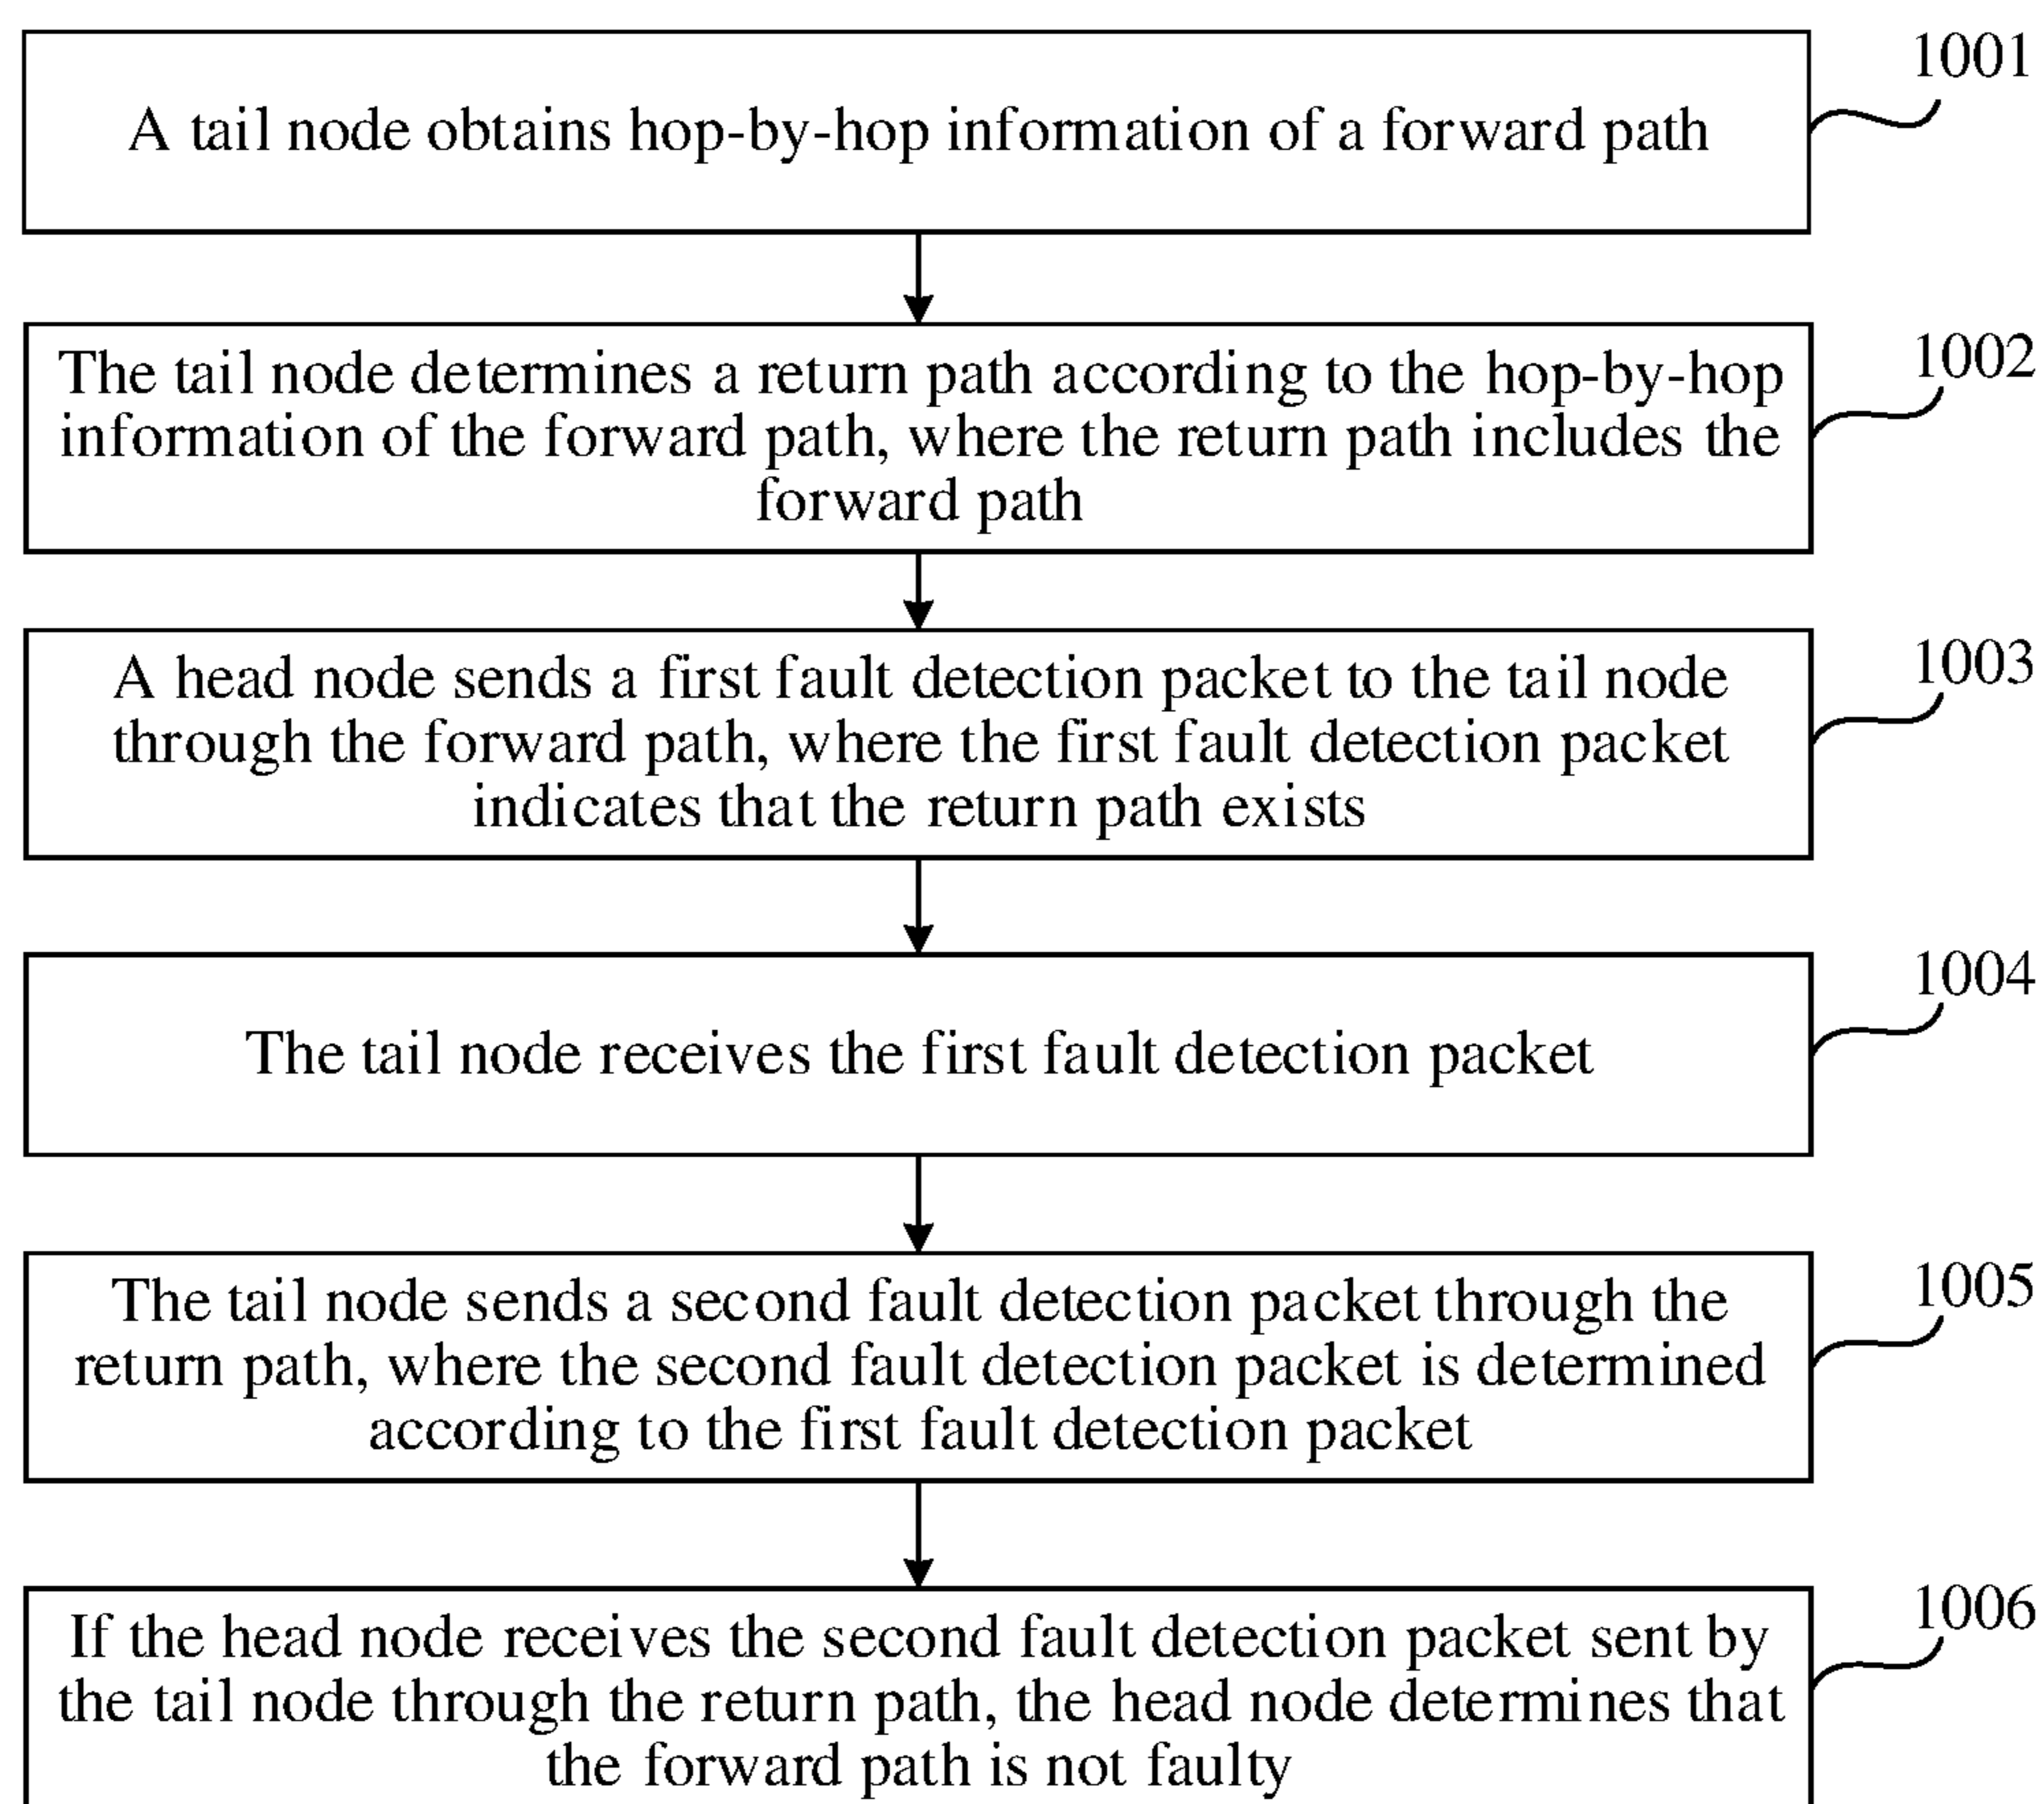 1001
A tail node obtains hop-by-hop information of a forward path
1002
The tail node determines a return path according to the hop-by-hop
information of the forward path, where the return path includes the
forward path
1003
A head node sends a first fault detection packet to the tail node
through the forward path, where the first fault detection packet
indicates that the return path exists
1004
The tail node receives the first fault detection packet
1005
The tail node sends a second fault detection packet through the
return path, where the second fault detection packet is determined
according to the first fault detection packet
1006
If the head node receives the second fault detection packet sent by
the tail node through the return path, the head node determines that
the forward path is not faulty